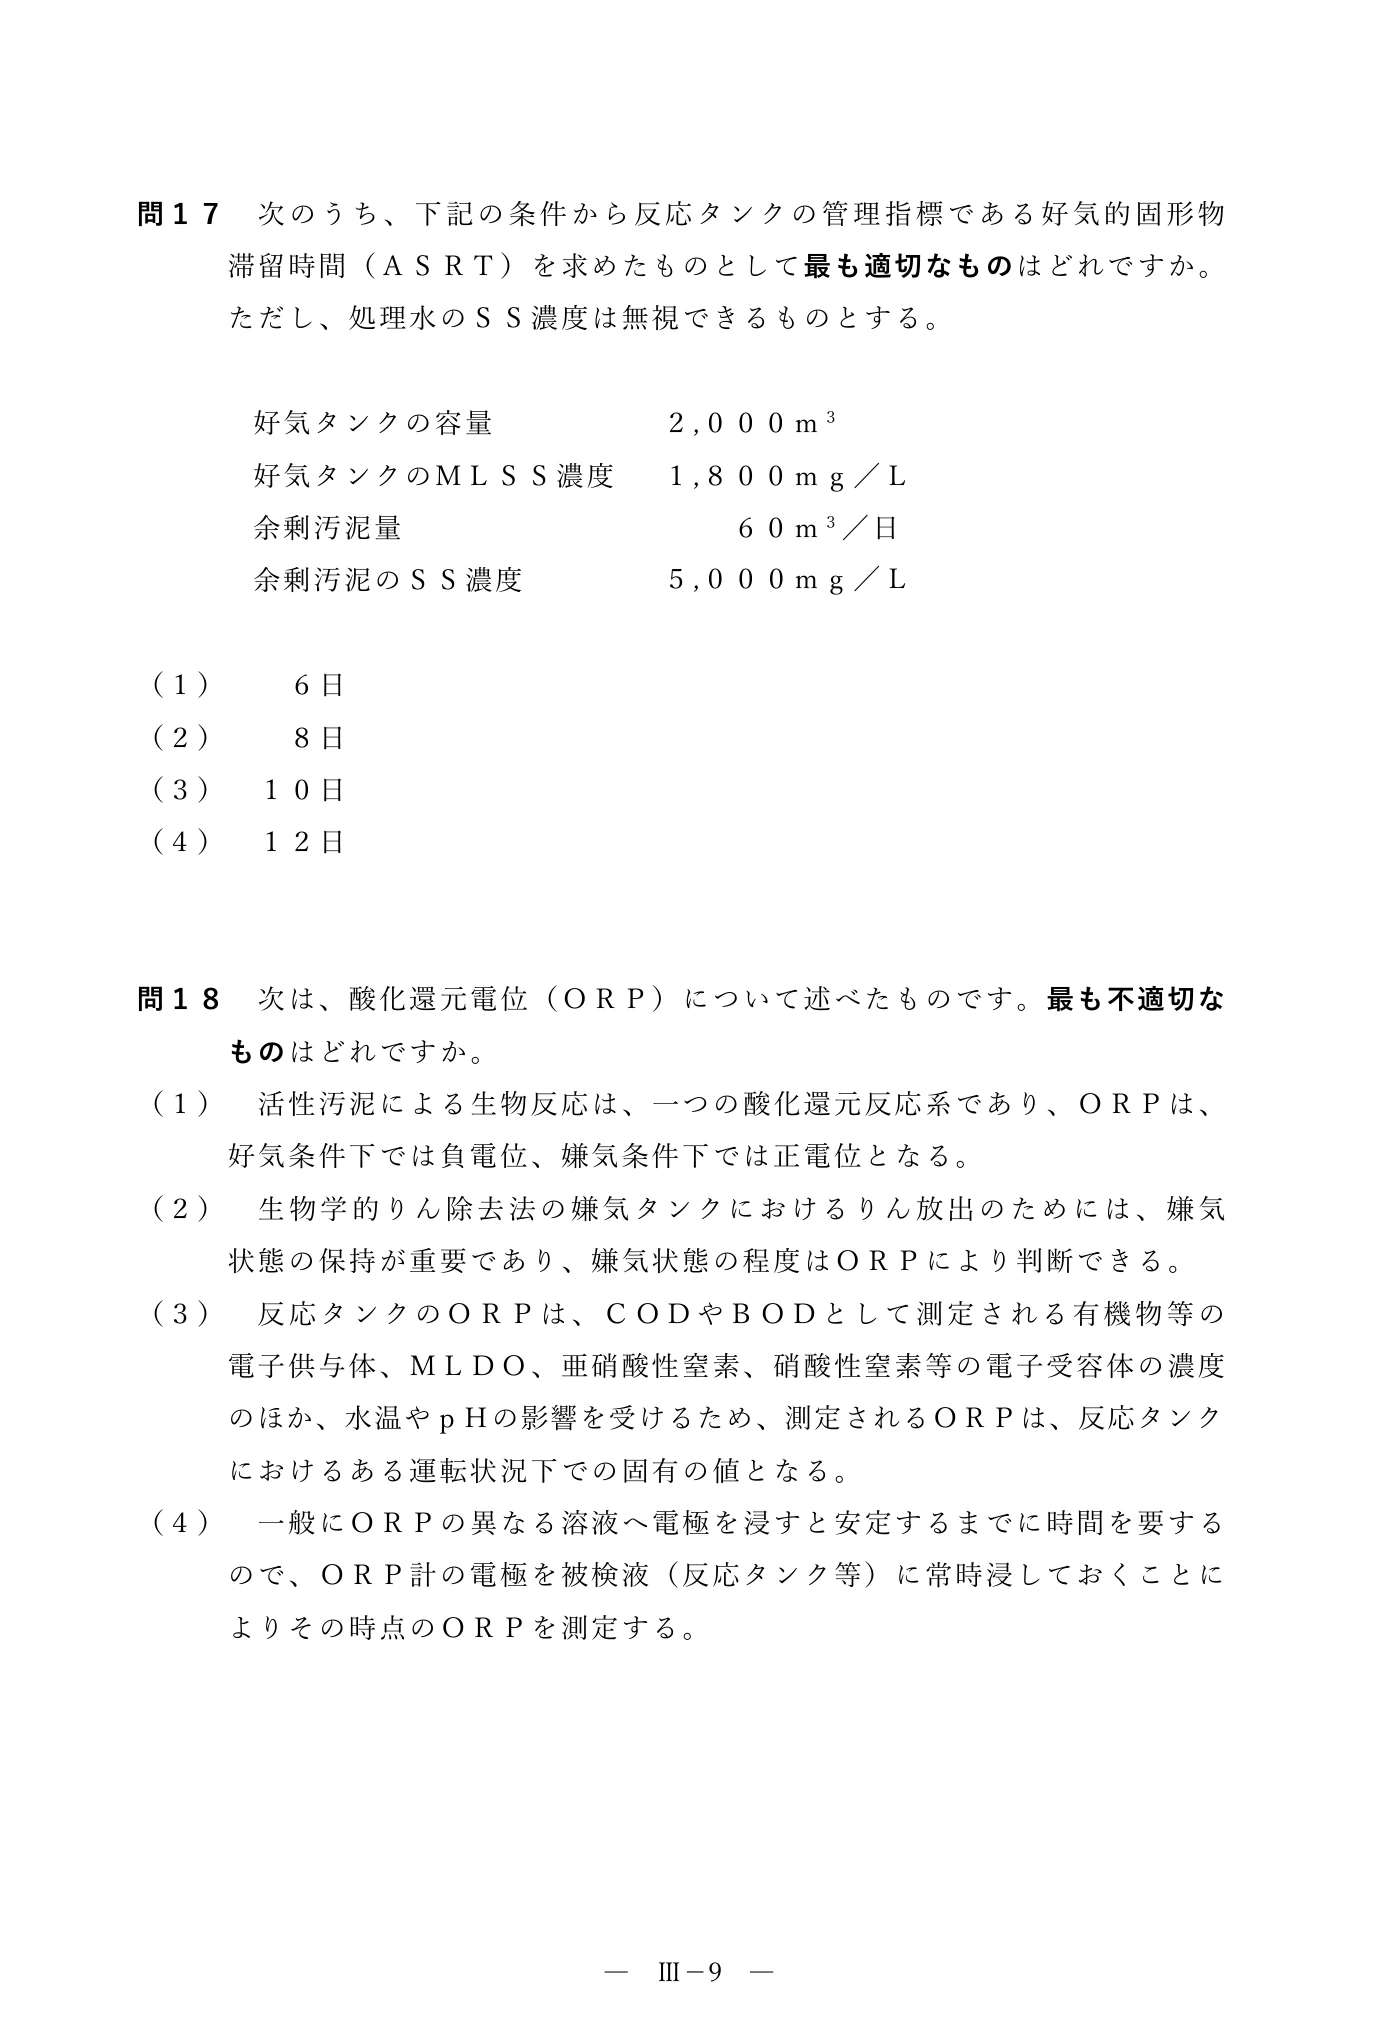 問１７　次のうち、下記の条件から反応タンクの管理指標である好気的固形物
滞留時間（ＡＳＲＴ）を求めたものとして最も適切なものはどれですか。
ただし、処理水のＳＳ濃度は無視できるものとする。
好気タンクの容量　２,０００ｍ³
好気タンクのＭＬＳＳ濃度　１,８００ｍｇ／Ｌ
余剰汚泥量　６０ｍ³／日
余剰汚泥のＳＳ濃度　５,０００ｍｇ／Ｌ
（１）　６日
（２）　８日
（３）　１０日
（４）　１２日
問１８　次は、酸化還元電位（ＯＲＰ）について述べたものです。最も不適切な
ものはどれですか。
（１）　活性汚泥による生物反応は、一つの酸化還元反応系であり、ＯＲＰは、
好気条件下では負電位、嫌気条件下では正電位となる。
（２）　生物学的りん除去法の嫌気タンクにおけるりん放出のためには、嫌気
状態の保持が重要であり、嫌気状態の程度はＯＲＰにより判断できる。
（３）　反応タンクのＯＲＰは、ＣＯＤやＢＯＤとして測定される有機物等の
電子供与体、ＭＬＤＯ、亜硝酸性窒素、硝酸性窒素等の電子受容体の濃度
のほか、水温やｐＨの影響を受けるため、測定されるＯＲＰは、反応タンク
におけるある運転状況下での固有の値となる。
（４）　一般にＯＲＰの異なる溶液へ電極を浸すと安定するまでに時間を要する
ので、ＯＲＰ計の電極を被検液（反応タンク等）に常時浸しておくことに
よりその時点のＯＲＰを測定する。
―　Ⅲ－9　―